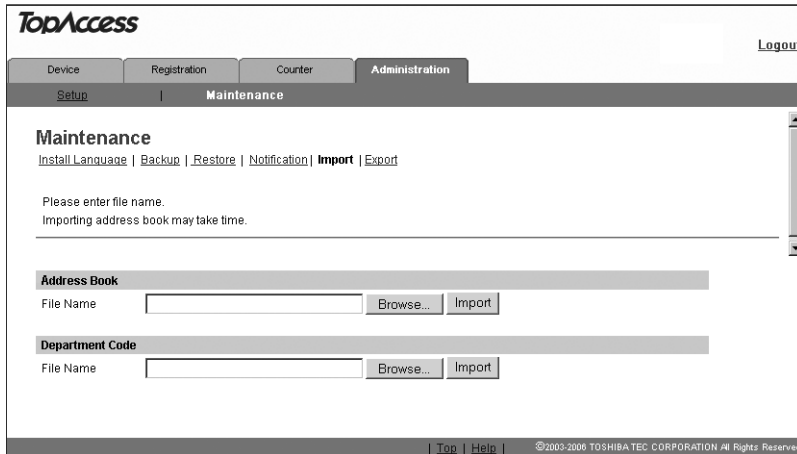 TopAccess
Logout
Device Registration Counter Administration
Setup | Maintenance
Maintenance
Install Language | Backup | Restore | Notification | Import | Export
Please enter file name.
Importing address book may take time.
Address Book
File Name Browse... Import
Department Code
File Name Browse... Import
| Top | Help | ©2003-2006 TOSHIBA TEC CORPORATION All Rights Reserved